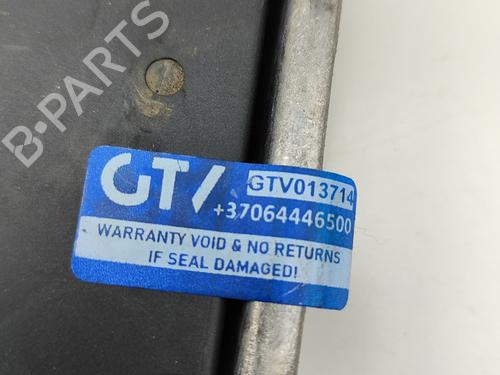 B-PARTS
GTV GTV013714
+37064446500
WARRANTY VOID & NO RETURNS
IF SEAL DAMAGED!